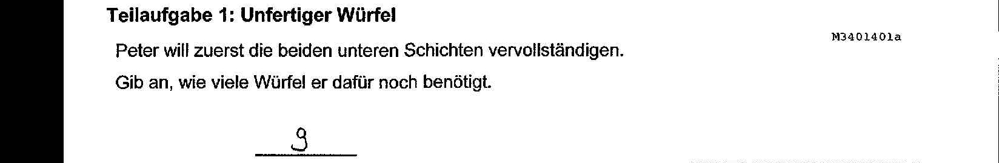 Teilaufgabe 1: Unfertiger Würfel
M3401401a
Peter will zuerst die beiden unteren Schichten vervollständigen.
Gib an, wie viele Würfel er dafür noch benötigt.
9